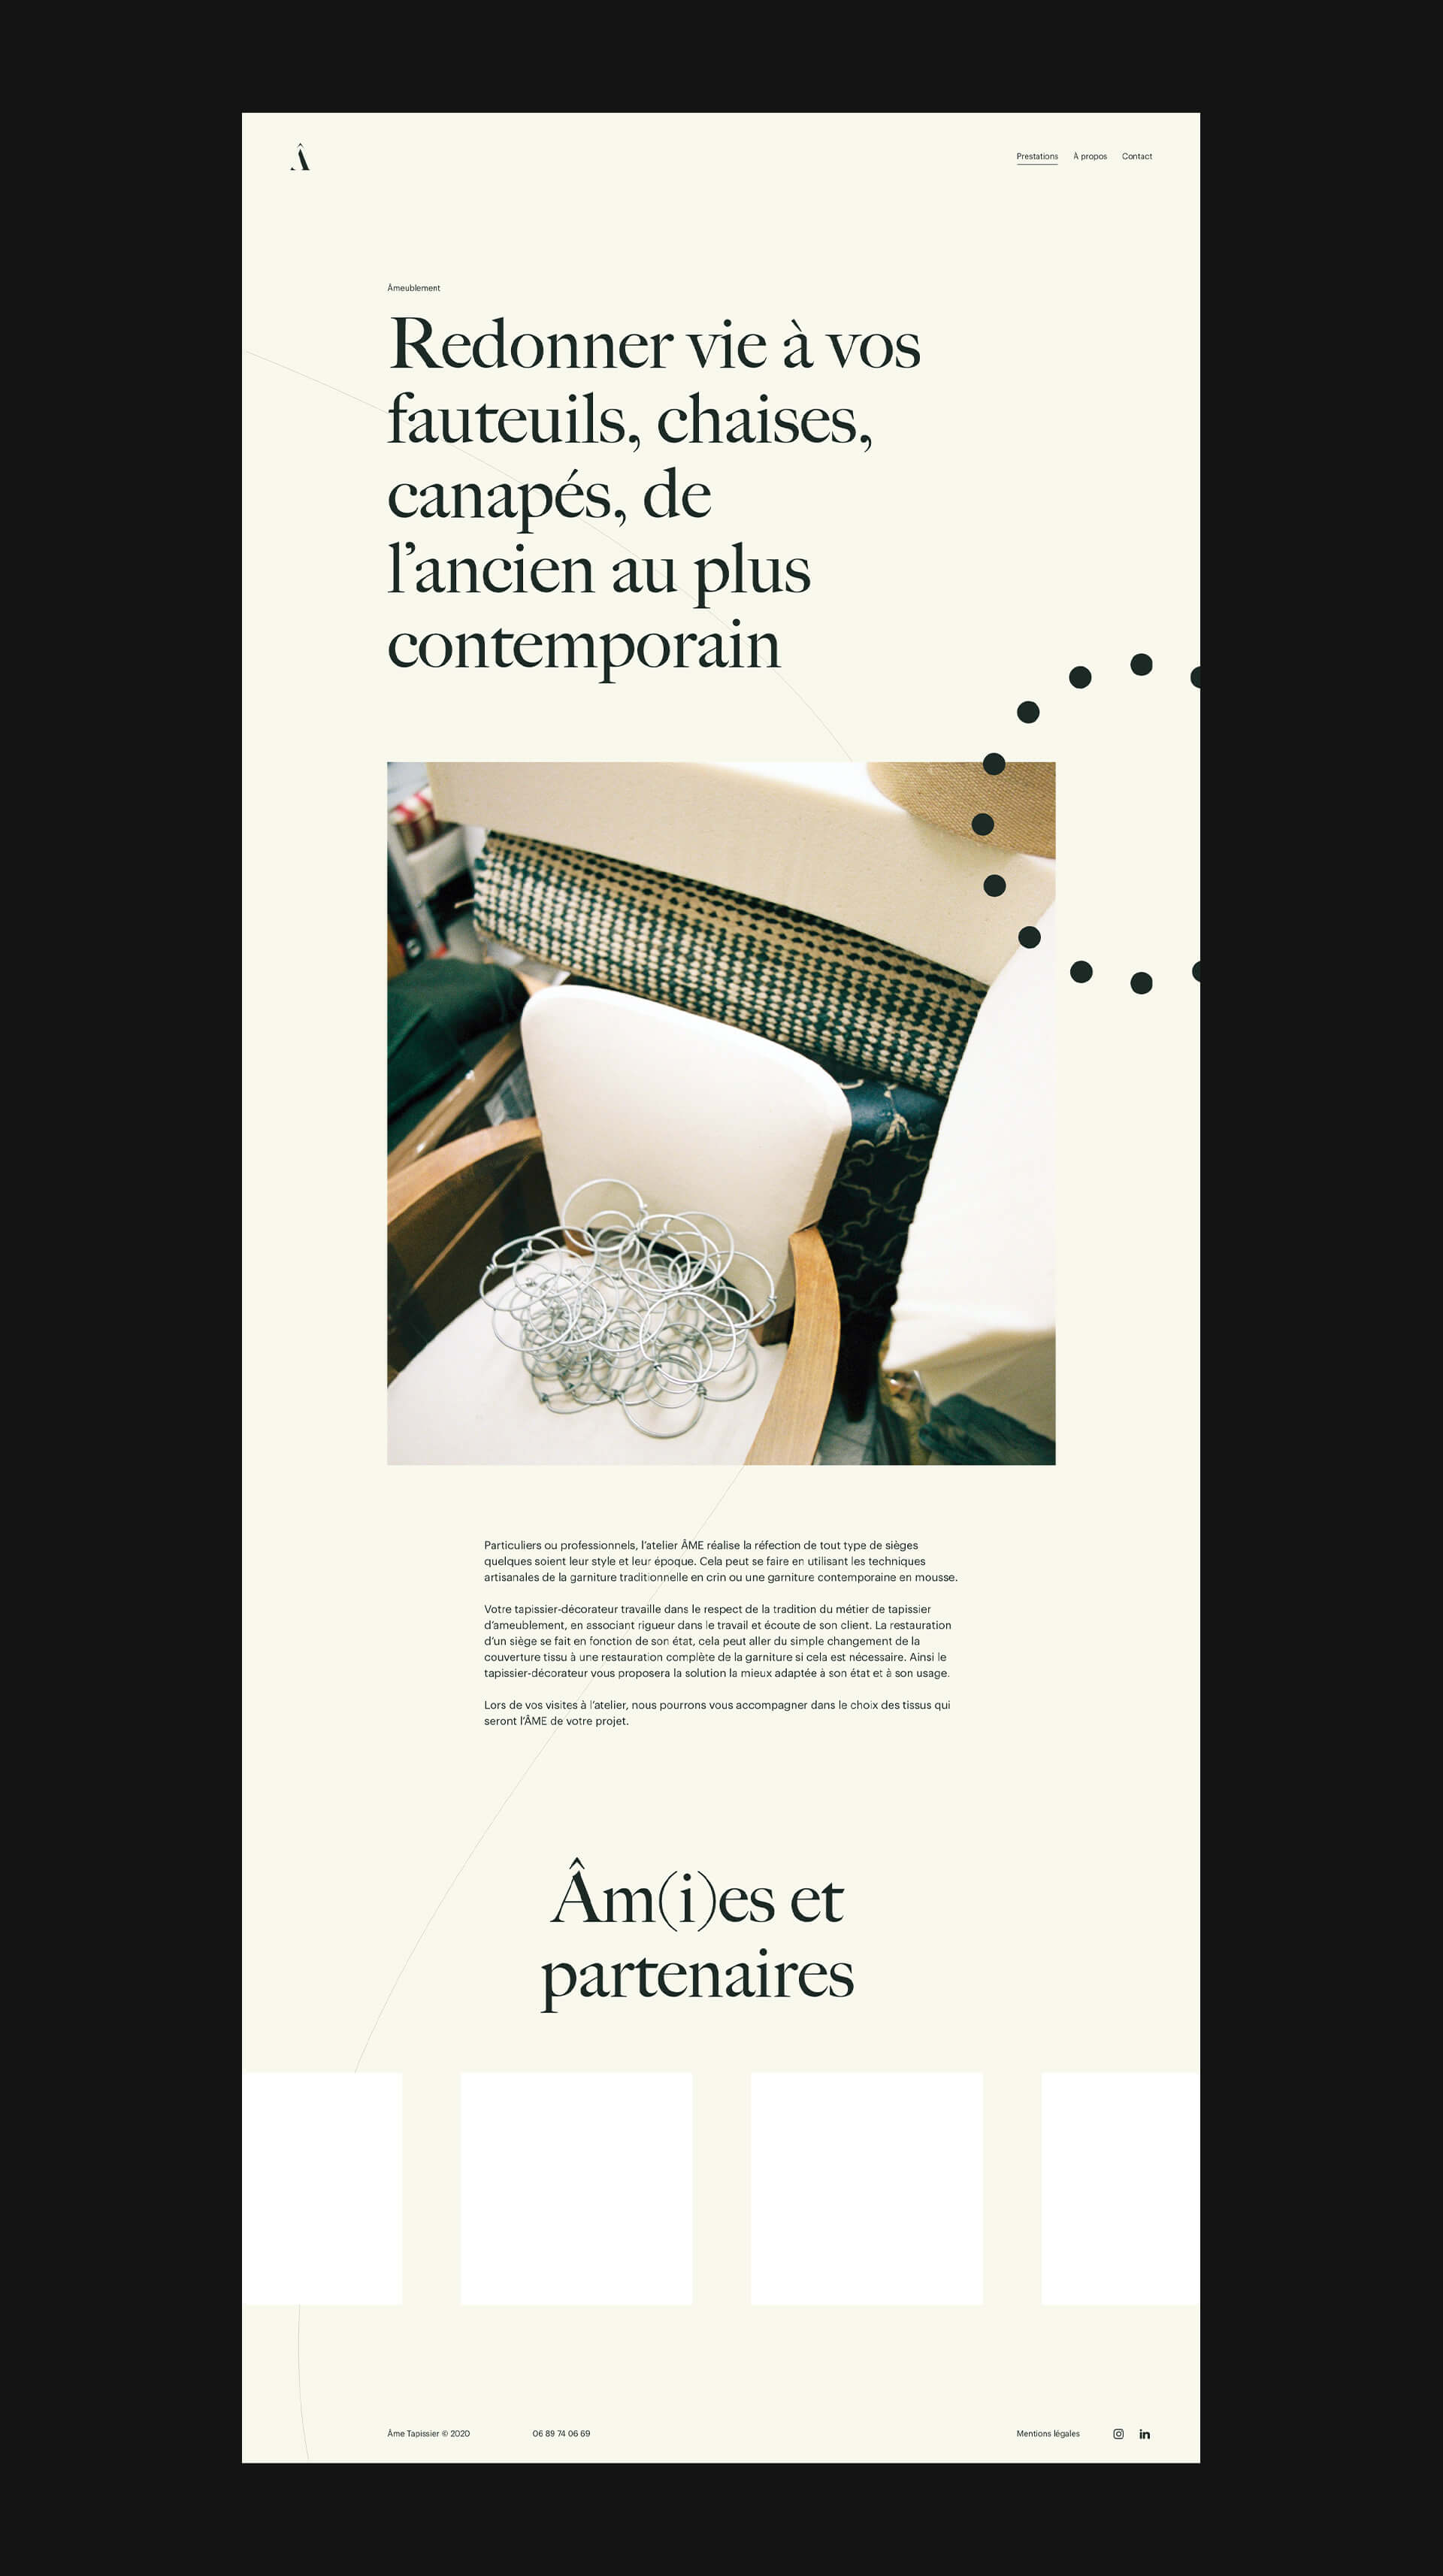 Â
Prestations À propos Contact
Âmeublement
Redonner vie à vos
fauteuils, chaises,
canapés, de
l’ancien au plus
contemporain
Particuliers ou professionnels, l’atelier ÂME réalise la réfection de tout type de sièges
quelques soient leur style et leur époque. Cela peut se faire en utilisant les techniques
artisanales de la garniture traditionnelle en crin ou une garniture contemporaine en mousse.
Votre tapissier-décorateur travaille dans le respect de la tradition du métier de tapissier
d’ameublement, en associant rigueur dans le travail et écoute de son client. La restauration
d’un siège se fait en fonction de son état, cela peut aller du simple changement de la
couverture tissu à une restauration complète de la garniture si cela est nécessaire. Ainsi le
tapissier-décorateur vous proposera la solution la mieux adaptée à son état et à son usage.
Lors de vos visites à l’atelier, nous pourrons vous accompagner dans le choix des tissus qui
seront l’ÂME de votre projet.
Âm(i)es et
partenaires
Âme Tapissier © 2020 06 89 74 06 69 Mentions légales in